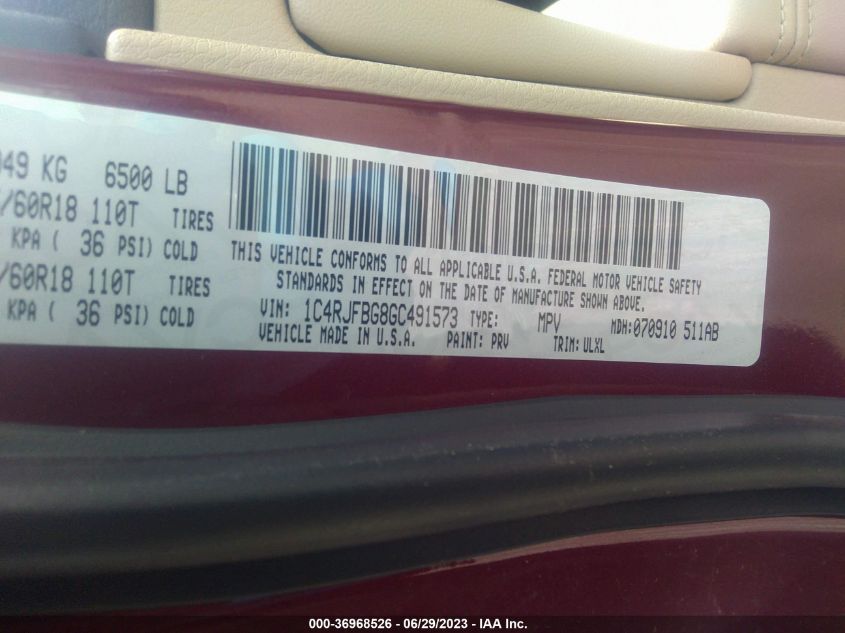 6500 LB
/60R18 110T TIRES
KPA ( 36 PSI) COLD
/60R18 110T TIRES
KPA ( 36 PSI) COLD
THIS VEHICLE CONFORMS TO ALL APPLICABLE U.S.A. FEDERAL MOTOR VEHICLE SAFETY
STANDARDS IN EFFECT ON THE DATE OF MANUFACTURE SHOWN ABOVE.
VIN: 1C4RJFBG8GC491573 TYPE: MPV MDH: 070910 511AB
VEHICLE MADE IN U.S.A. PAINT: PRV TRIM: ULXL
000-36968526 - 06/29/2023 - IAA Inc.